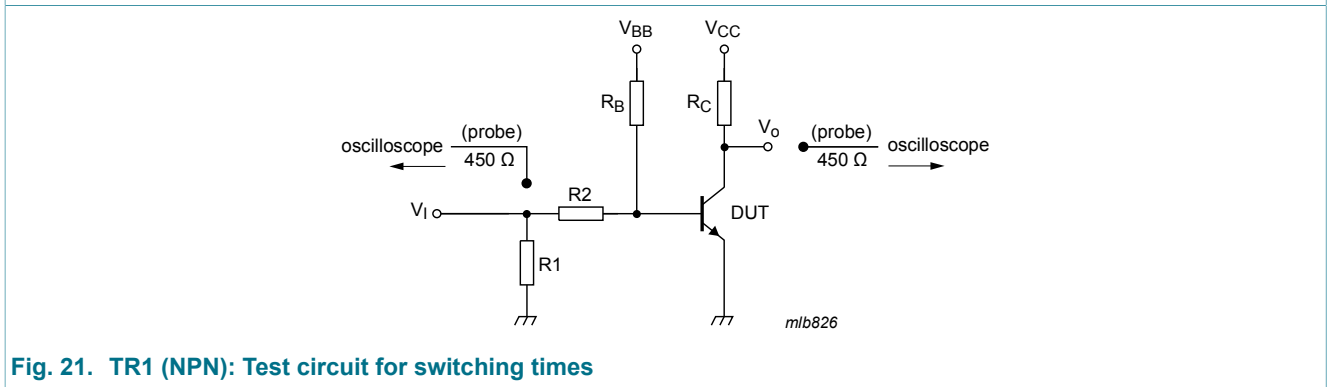 VBB
VCC
RB
RC
Vo
oscilloscope
(probe)
450 Ω
(probe)
450 Ω
oscilloscope
R2
VI
DUT
R1
mlb826
Fig. 21. TR1 (NPN): Test circuit for switching times